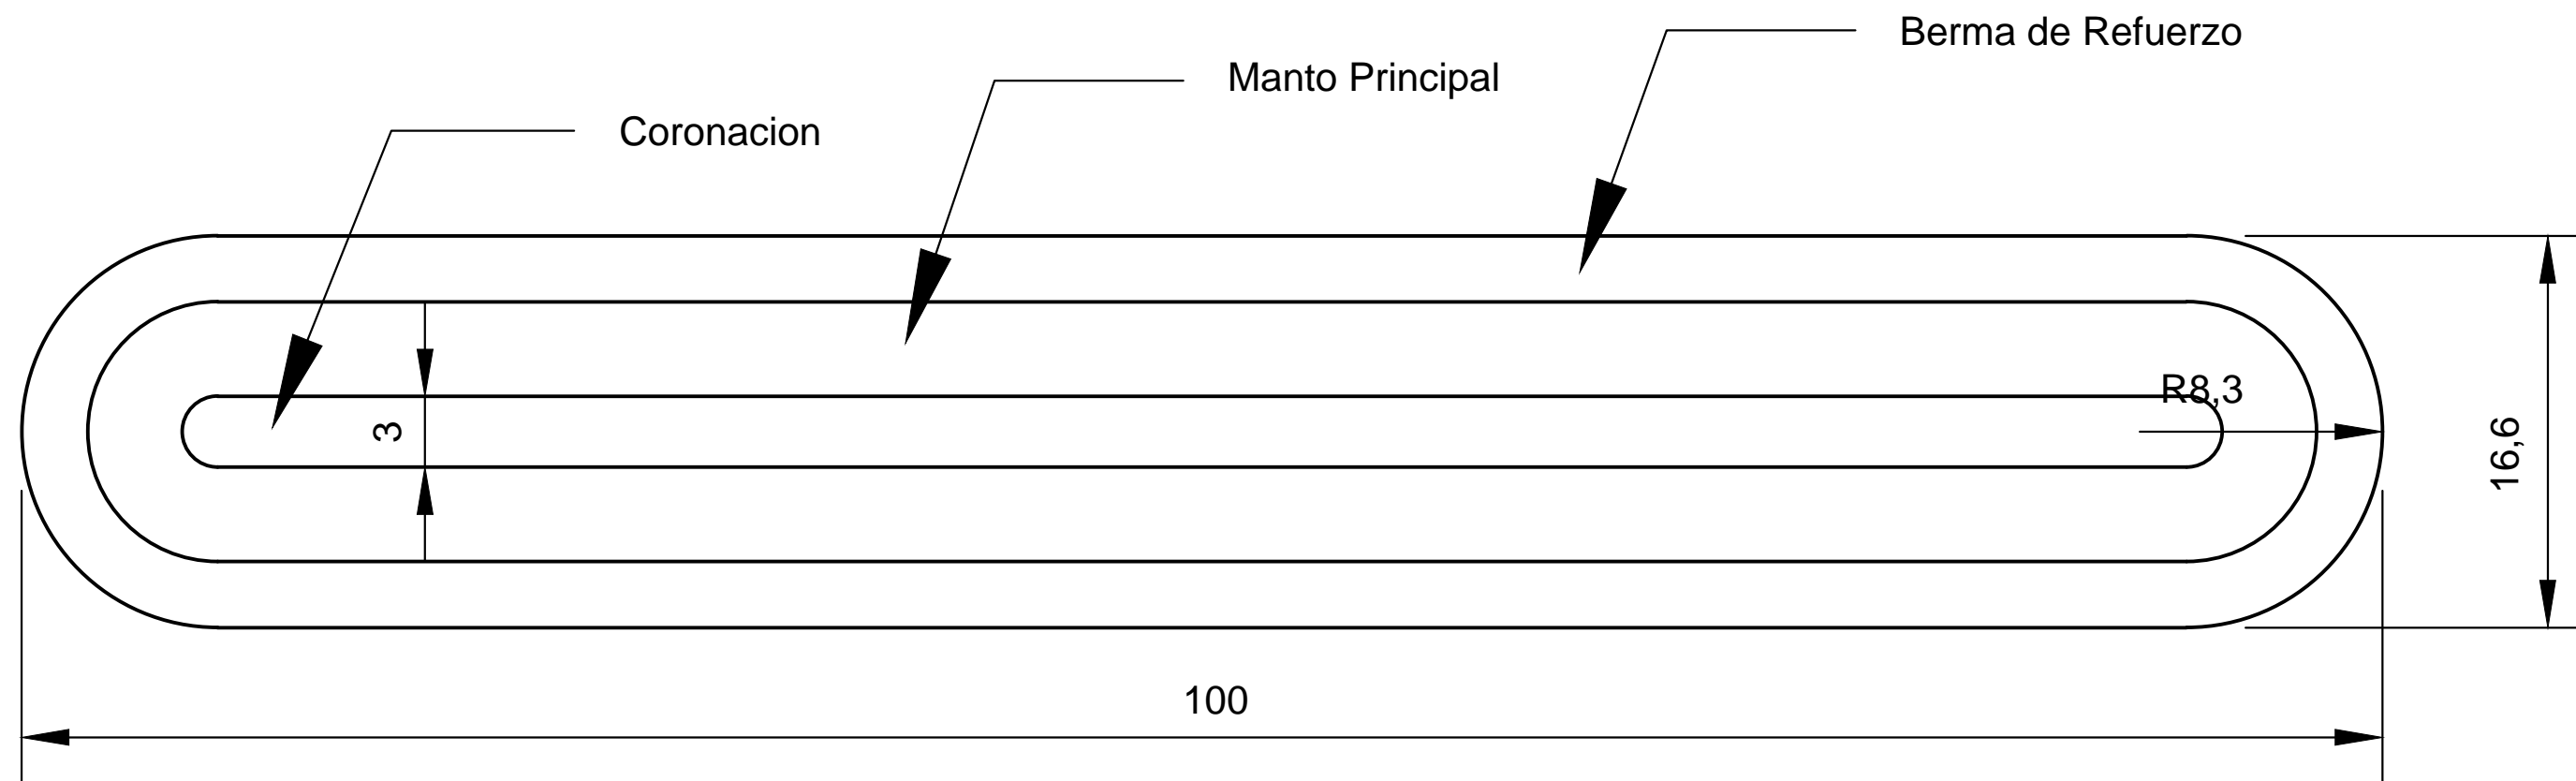 Berma de Refuerzo
Manto Principal
Coronacion
R8,3
3
16,6
100